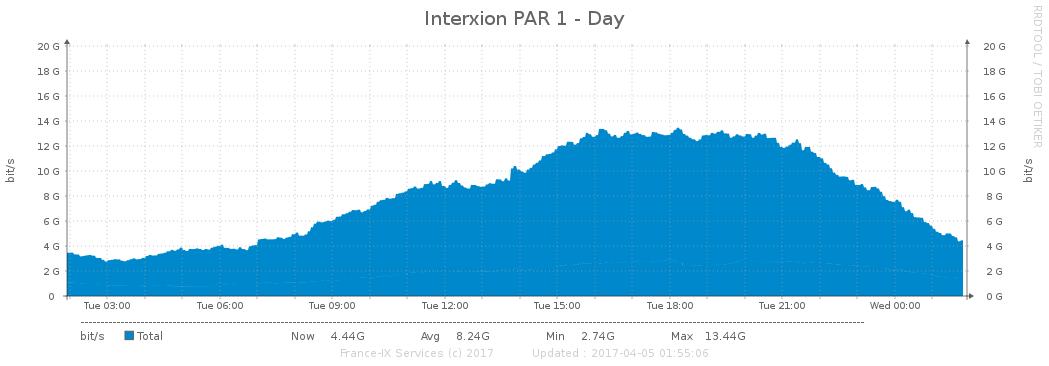 Interxion PAR 1 - Day
RRDTOOL / TOBI OETIKER
20 G 20 G
18 G 18 G
16 G 16 G
14 G 14 G
12 G 12 G
10 G 10 G
8 G 8 G
6 G 6 G
4 G 4 G
2 G 2 G
0 0 G
bit/s bit/s
Tue 03:00 Tue 06:00 Tue 09:00 Tue 12:00 Tue 15:00 Tue 18:00 Tue 21:00 Wed 00:00
bit/s Total Now 4.44G Avg 8.24G Min 2.74G Max 13.44G
France-IX Services (c) 2017 Updated : 2017-04-05 01:55:06